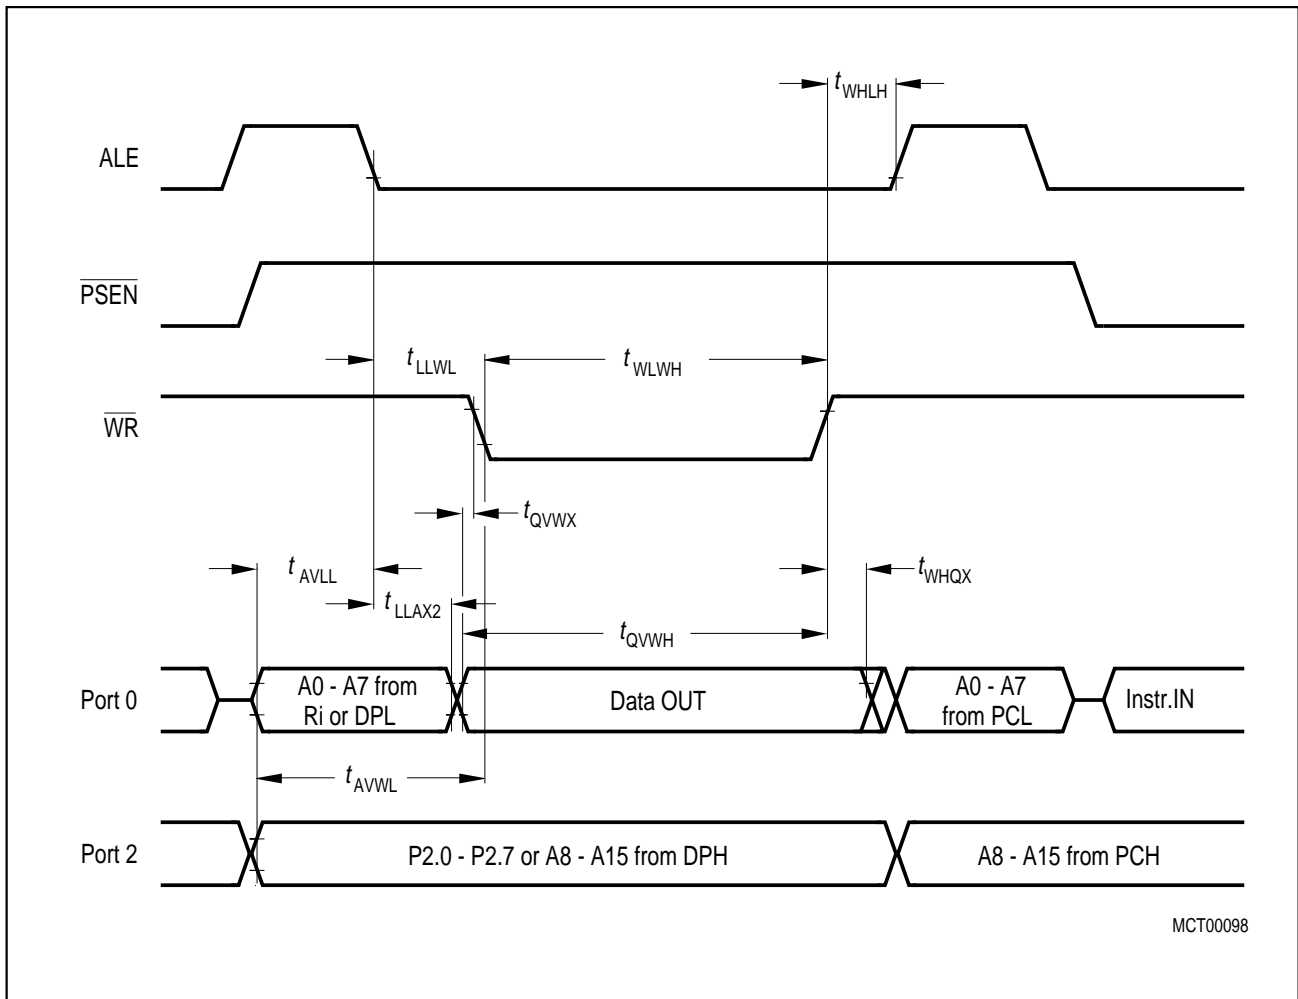 t WHLH
ALE
PSEN
t LLWL
t WLWH
WR
t QVWX
t AVLL
t WHQX
t LLAX2
t QVWH
Port 0
A0 - A7 from
Ri or DPL
Data OUT
A0 - A7
from PCL
Instr.IN
t AVWL
Port 2
P2.0 - P2.7 or A8 - A15 from DPH
A8 - A15 from PCH
MCT00098